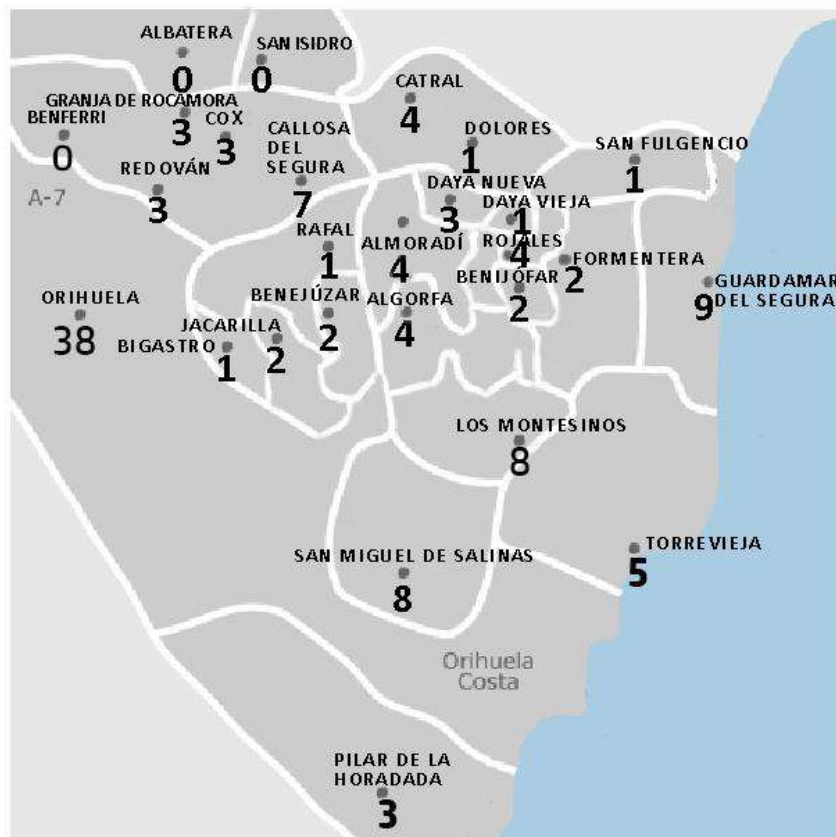 ALBATERA
0
SAN ISIDRO
0
CATRAL
4
GRANJA DE ROCAMORA
3
BENFERRI
0
COX
3
DOLORES
1
CALLOSA
DEL
SEGURA
7
SAN FULGENCIO
1
REDOVÁN
3
A-7
DAYA NUEVA
3
DAYA VIEJA
1
RAFAL
1
ALMORADÍ
4
ROJALES
4
FORMENTERA
2
BENIJÓFAR
2
GUARDAMAR
DEL SEGURA
9
ORIHUELA
38
BENEJÚZAR
2
ALGORFA
4
JACARILLA
2
BIGASTRO
1
LOS MONTESINOS
8
TORREVIEJA
5
SAN MIGUEL DE SALINAS
8
Orihuela
Costa
PILAR DE LA
HORADADA
3